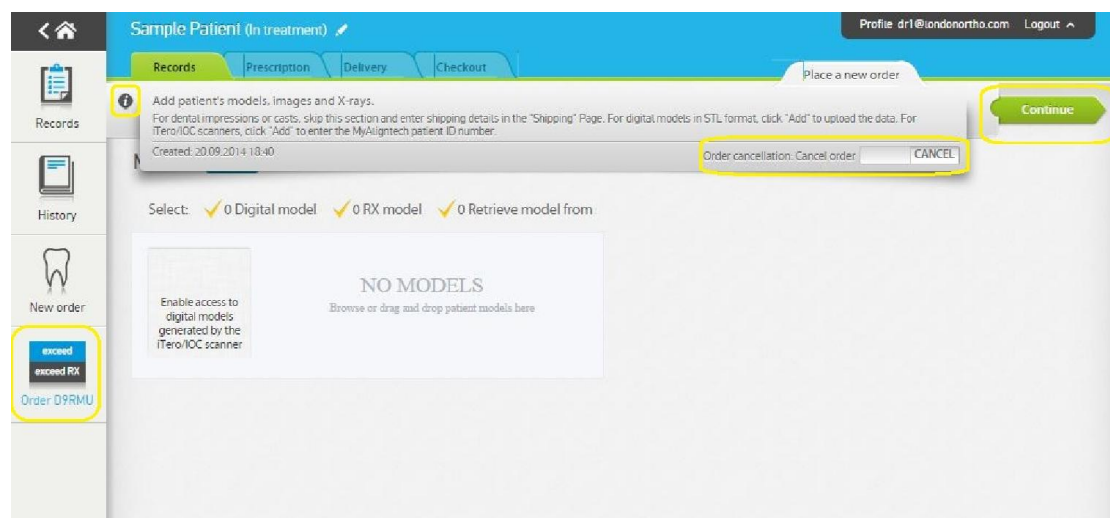 Sample Patient (In treatment)
Profile dr1@londonortho.com Logout
Records Prescription Delivery Checkout
Place a new order
Add patient's models, images and X-rays.
For dental impressions or casts, skip this section and enter shipping details in the "Shipping" Page. For digital models in STL format, click "Add" to upload the data. For
iTero/IOC scanners, click "Add" to enter the MyAligntech patient ID number.
Created: 20.09.2014 18:40
Order cancellation: Cancel order CANCEL
Continue
Records
History
New order
exceed
exceed RX
Order D9RMU
Select: 0 Digital model 0 RX model 0 Retrieve model from
Enable access to
digital models
generated by the
iTero/IOC scanner
NO MODELS
Browse or drag and drop patient models here